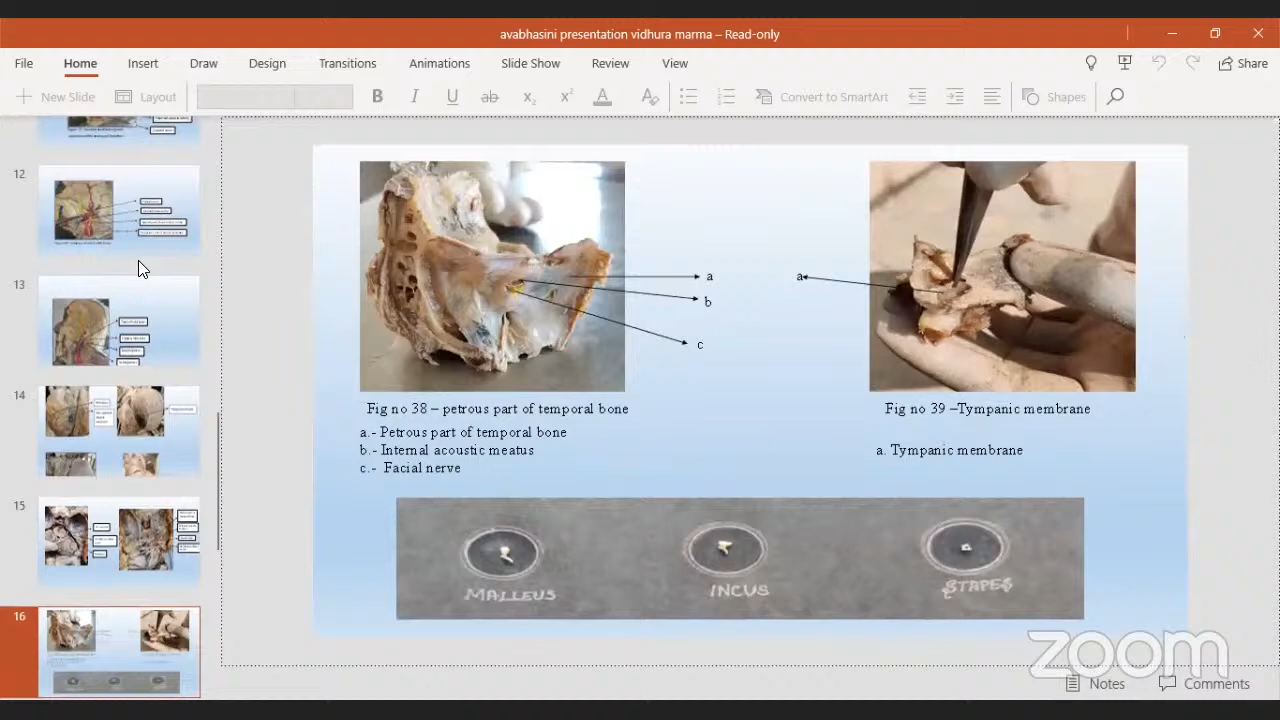 avabhasini presentation vidhura marma – Read-only
File Home Insert Draw Design Slide Show Transitions Animations Review View
Share
New Slide Layout B I U ab x₂ x² A Convert to SmartArt Shapes
12
13
14
15
16
a
b
c
a
Fig no 38 – petrous part of temporal bone
a.- Petrous part of temporal bone
b.- Internal acoustic meatus
c.- Facial nerve
Fig no 39 –Tympanic membrane
a. Tympanic membrane
MALLEUS INCUS STAPES
zoom
Notes Comments